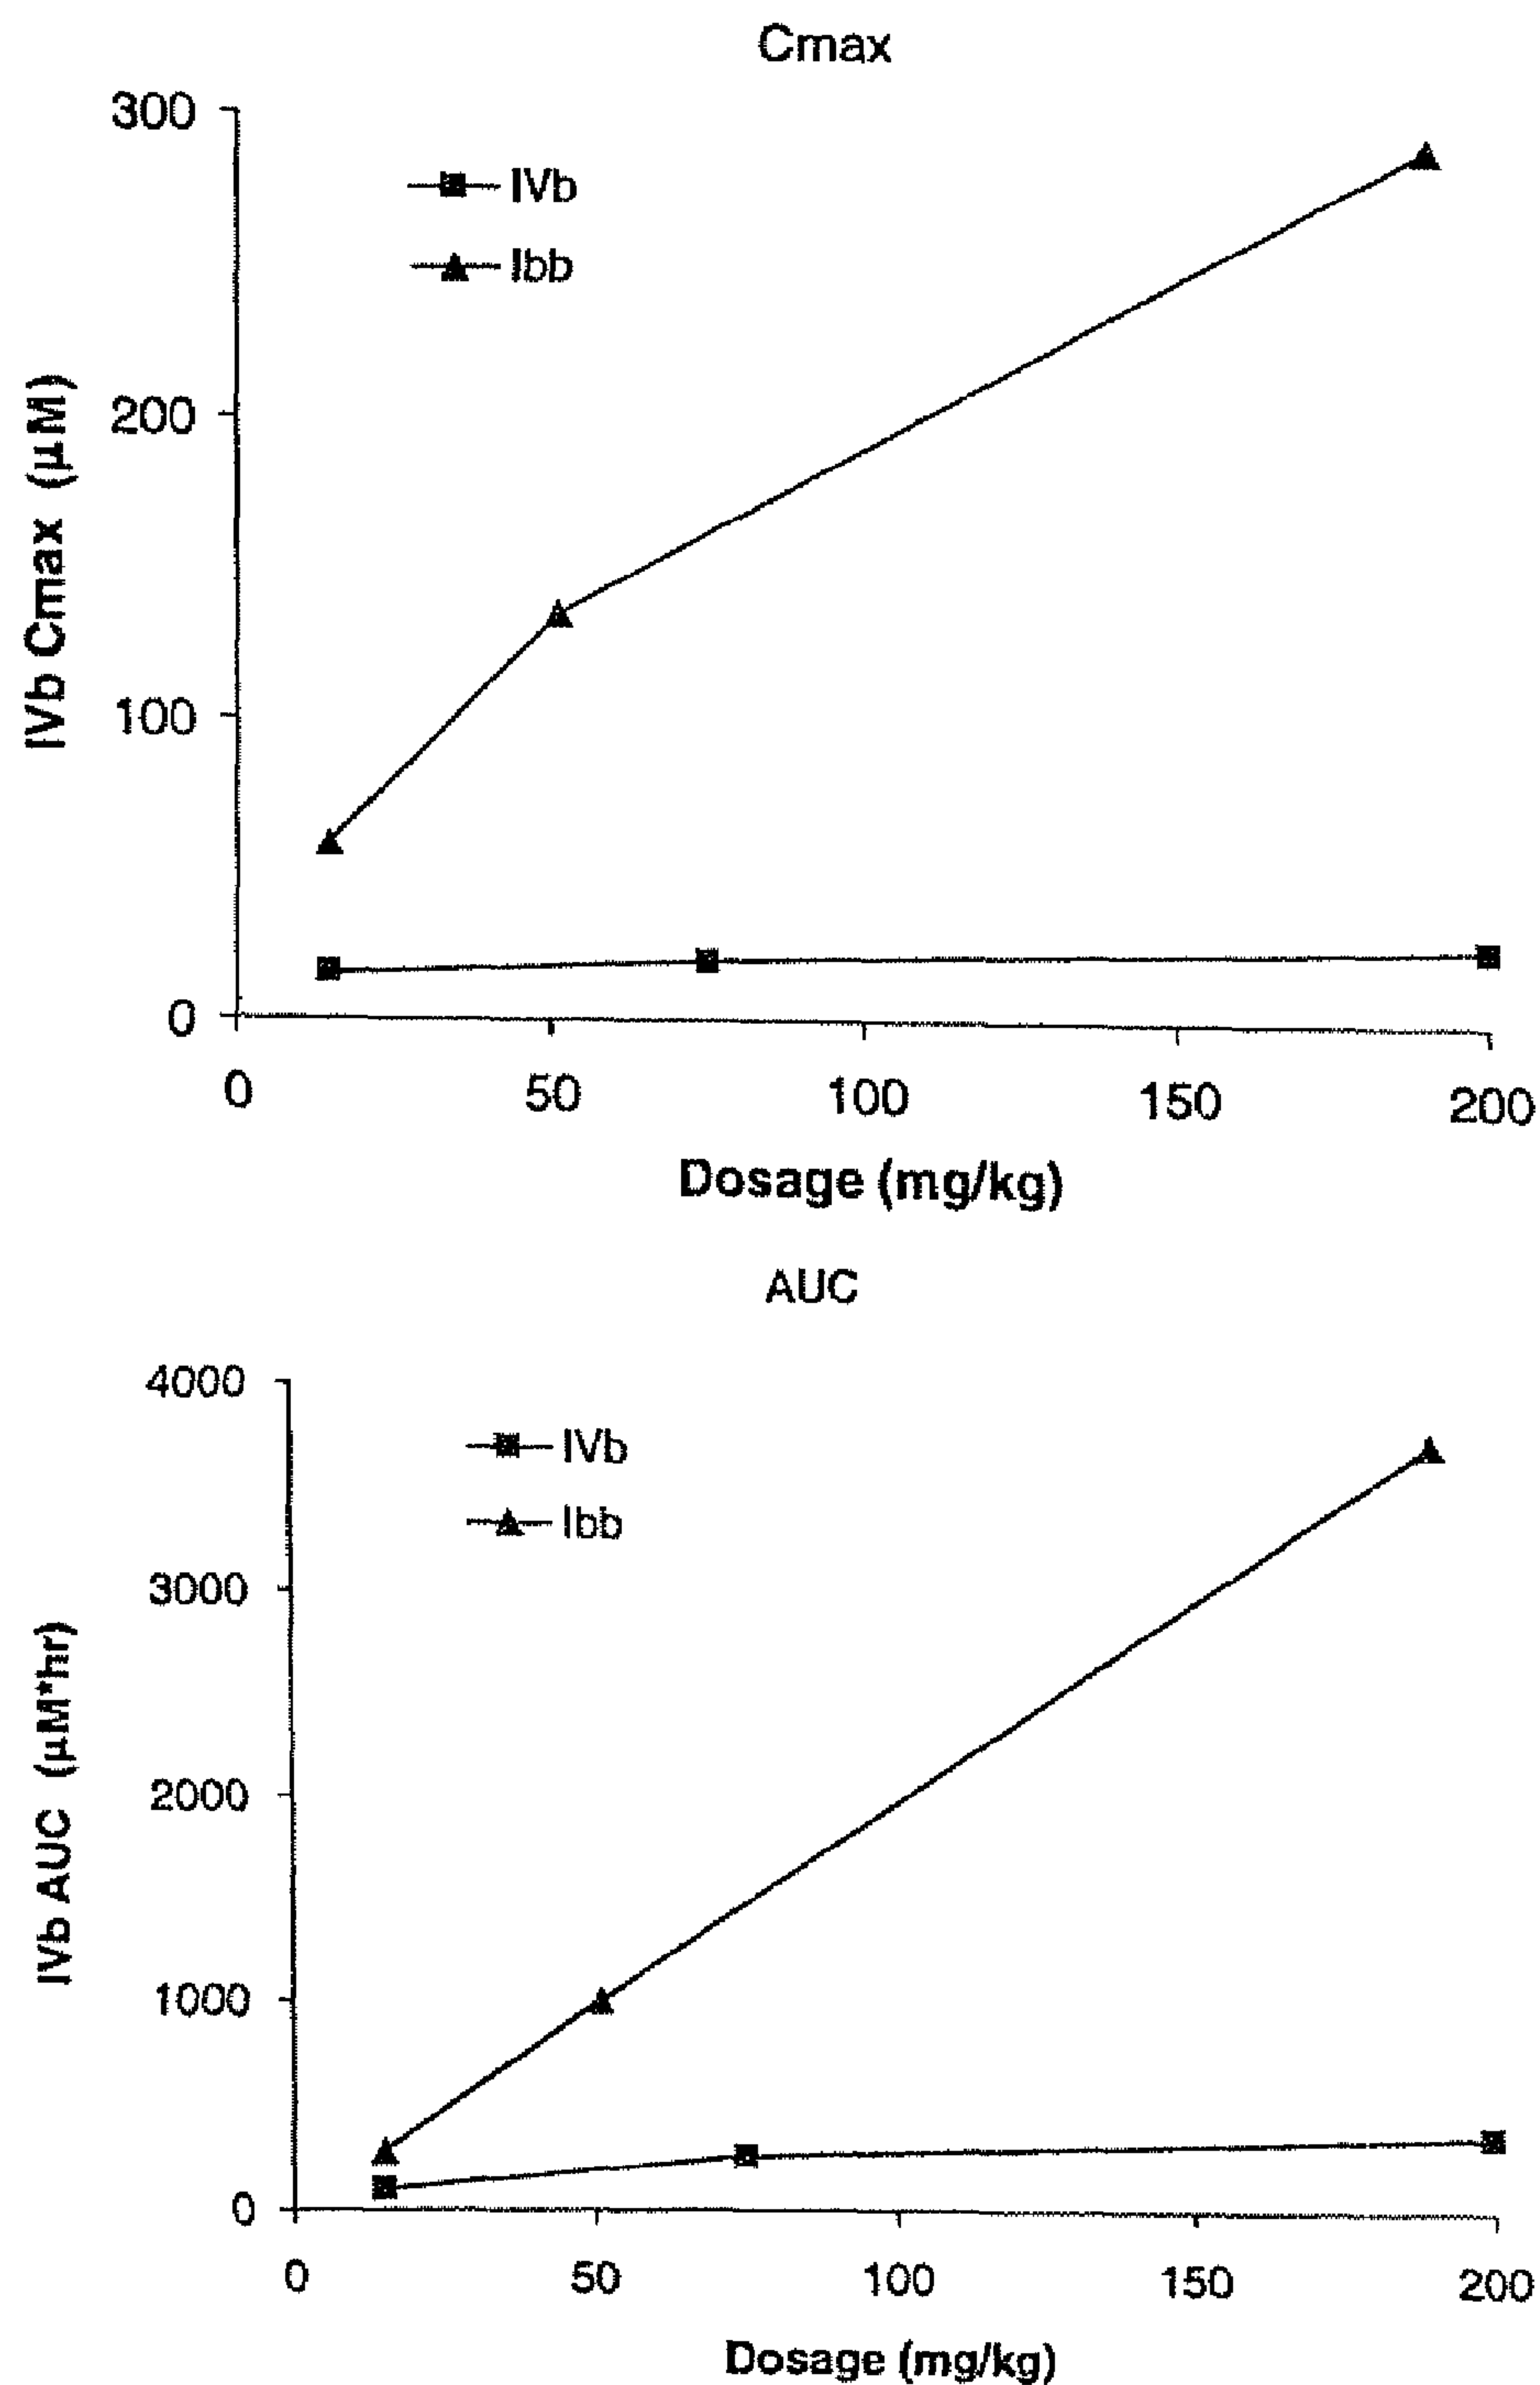 Cmax
300
IVb
Ibb
200
100
0
IVb Cmax (µM)
0 50 100 150 200
Dosage (mg/kg)
AUC
4000
IVb
Ibb
3000
2000
1000
0
IVb AUC (µM*hr)
0 50 100 150 200
Dosage (mg/kg)